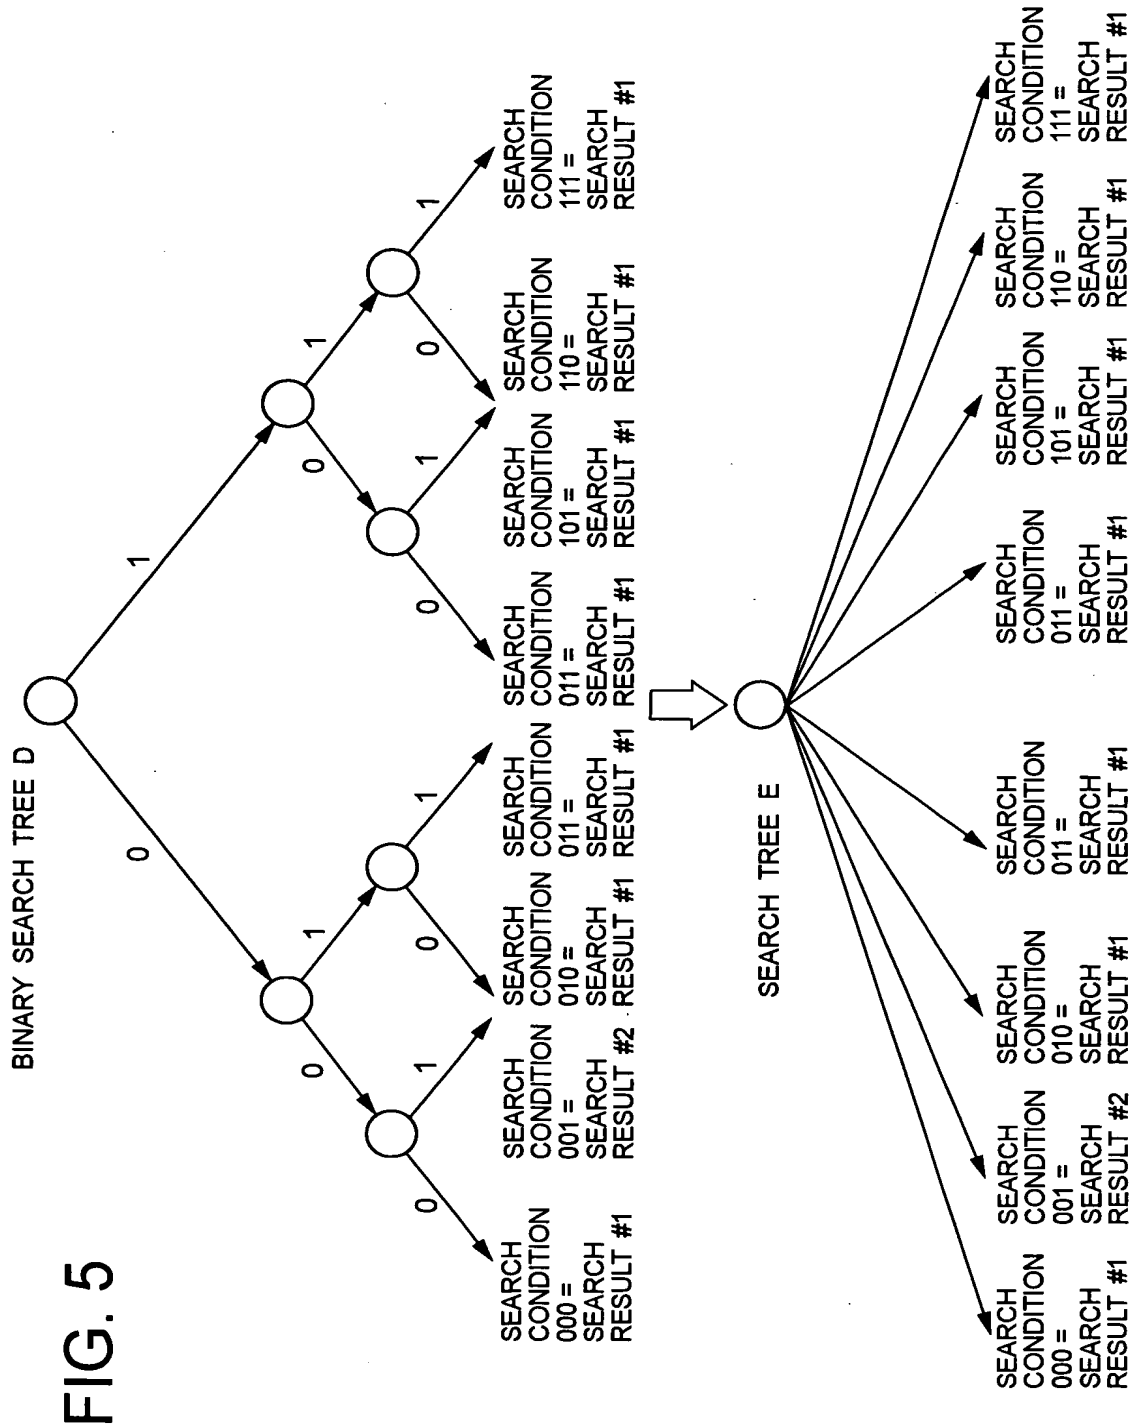 FIG. 5
BINARY SEARCH TREE D
0
1
0
1
0
1
0
1
0
1
0
1
0
1
SEARCH
CONDITION
000 =
SEARCH
RESULT #1
SEARCH
CONDITION
001 =
SEARCH
RESULT #2
SEARCH
CONDITION
010 =
SEARCH
RESULT #1
SEARCH
CONDITION
011 =
SEARCH
RESULT #1
SEARCH
CONDITION
011 =
SEARCH
RESULT #1
SEARCH
CONDITION
101 =
SEARCH
RESULT #1
SEARCH
CONDITION
110 =
SEARCH
RESULT #1
SEARCH
CONDITION
111 =
SEARCH
RESULT #1
SEARCH TREE E
SEARCH
CONDITION
000 =
SEARCH
RESULT #1
SEARCH
CONDITION
001 =
SEARCH
RESULT #2
SEARCH
CONDITION
010 =
SEARCH
RESULT #1
SEARCH
CONDITION
011 =
SEARCH
RESULT #1
SEARCH
CONDITION
011 =
SEARCH
RESULT #1
SEARCH
CONDITION
101 =
SEARCH
RESULT #1
SEARCH
CONDITION
110 =
SEARCH
RESULT #1
SEARCH
CONDITION
111 =
SEARCH
RESULT #1